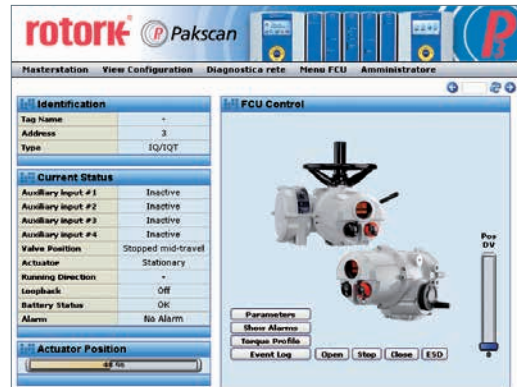 rotork Pakscan
Masterstation View Configuration Diagnostica rete Menu FCU Amministratore
Identification
Tag Name -
Address 3
Type IQ/IQT
Current Status
Auxiliary input #1 Inactive
Auxiliary input #2 Inactive
Auxiliary input #3 Inactive
Auxiliary input #4 Inactive
Valve Position Stopped mid-travel
Actuator Stationary
Running Direction -
Loopback Off
Battery Status OK
Alarm No Alarm
Actuator Position
FCU Control
Pos
DV
0
Parameters
Show Alarms
Torque Profile
Event Log Open Stop Close ESD